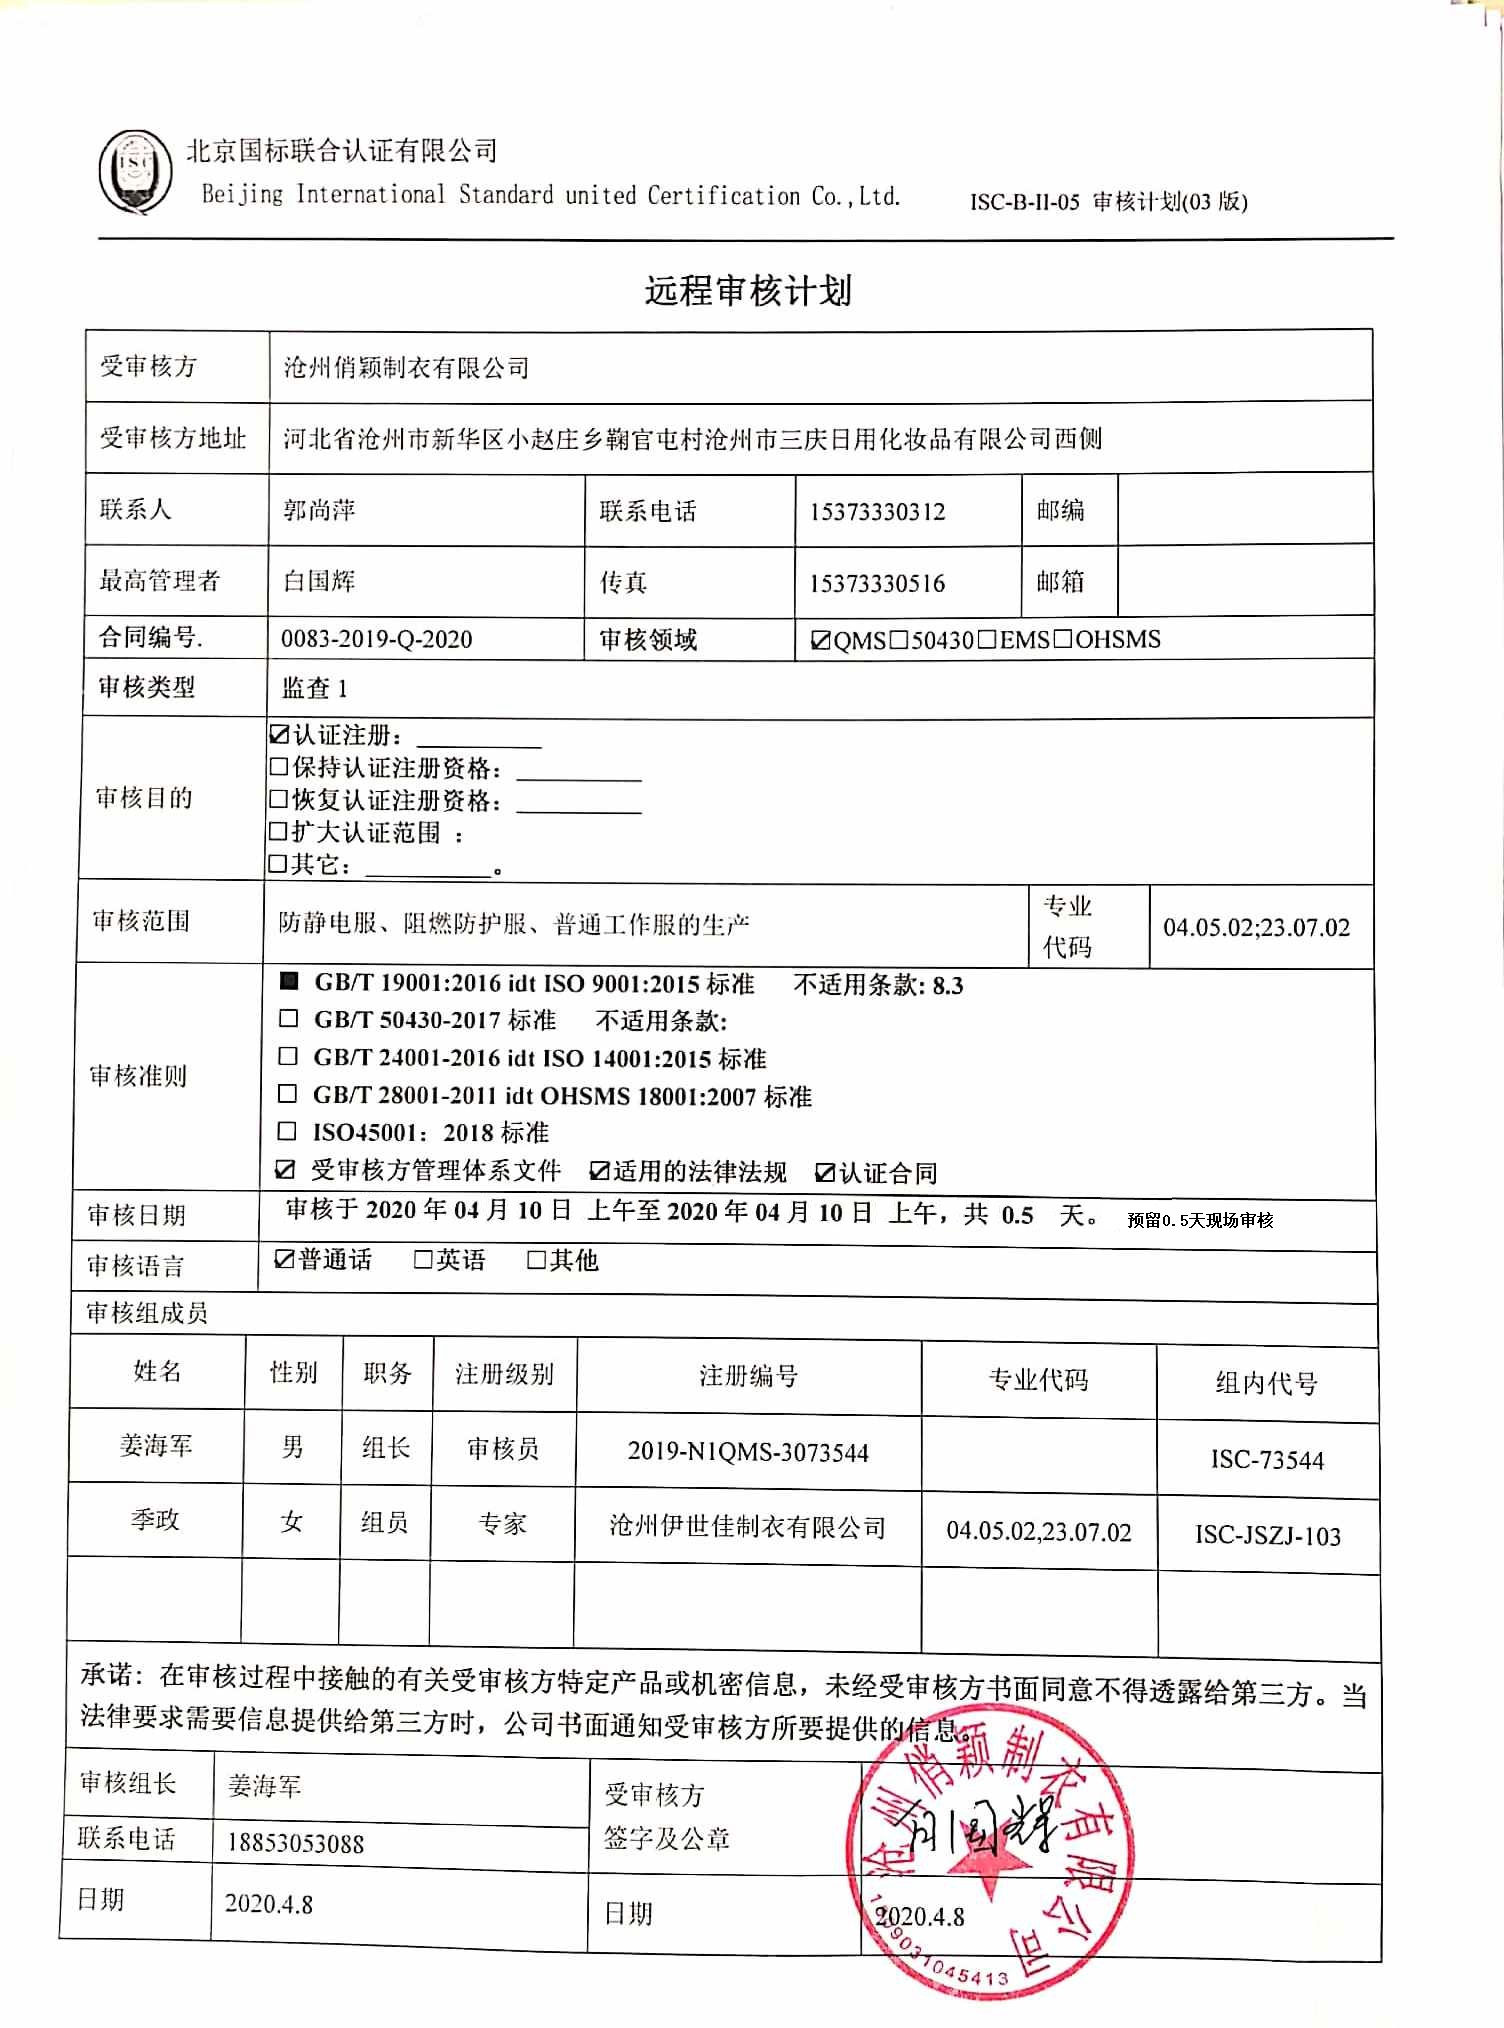 ISC
北京国标联合认证有限公司
Beijing International Standard united Certification Co.,Ltd.
ISC-B-II-05 审核计划(03 版)
远程审核计划
受审核方 沧州俏颖制衣有限公司
受审核方地址 河北省沧州市新华区小赵庄乡鞠官屯村沧州市三庆日用化妆品有限公司西侧
联系人 郭尚萍 联系电话 15373330312 邮编
最高管理者 白国辉 传真 15373330516 邮箱
合同编号. 0083-2019-Q-2020 审核领域 ☑QMS□50430□EMS□OHSMS
审核类型 监查 1
审核目的
☑认证注册：
□保持认证注册资格：
□恢复认证注册资格：
□扩大认证范围 ：
□其它： 。
审核范围 防静电服、阻燃防护服、普通工作服的生产 专业代码 04.05.02;23.07.02
审核准则
■ GB/T 19001:2016 idt ISO 9001:2015 标准 不适用条款: 8.3
□ GB/T 50430-2017 标准 不适用条款:
□ GB/T 24001-2016 idt ISO 14001:2015 标准
□ GB/T 28001-2011 idt OHSMS 18001:2007 标准
□ ISO45001：2018 标准
☑ 受审核方管理体系文件 ☑适用的法律法规 ☑认证合同
审核日期 审核于 2020 年 04 月 10 日 上午至 2020 年 04 月 10 日 上午，共 0.5 天。 预留0.5天现场审核
审核语言 ☑普通话 □英语 □其他
审核组成员
姓名 性别 职务 注册级别 注册编号 专业代码 组内代号
姜海军 男 组长 审核员 2019-N1QMS-3073544 ISC-73544
季政 女 组员 专家 沧州伊世佳制衣有限公司 04.05.02,23.07.02 ISC-JSZJ-103
承诺：在审核过程中接触的有关受审核方特定产品或机密信息，未经受审核方书面同意不得透露给第三方。当
法律要求需要信息提供给第三方时，公司书面通知受审核方所要提供的信息。
审核组长 姜海军 受审核方
签字及公章 白国辉
联系电话 18853053088
日期 2020.4.8 日期 2020.4.8
沧州俏颖制衣有限公司